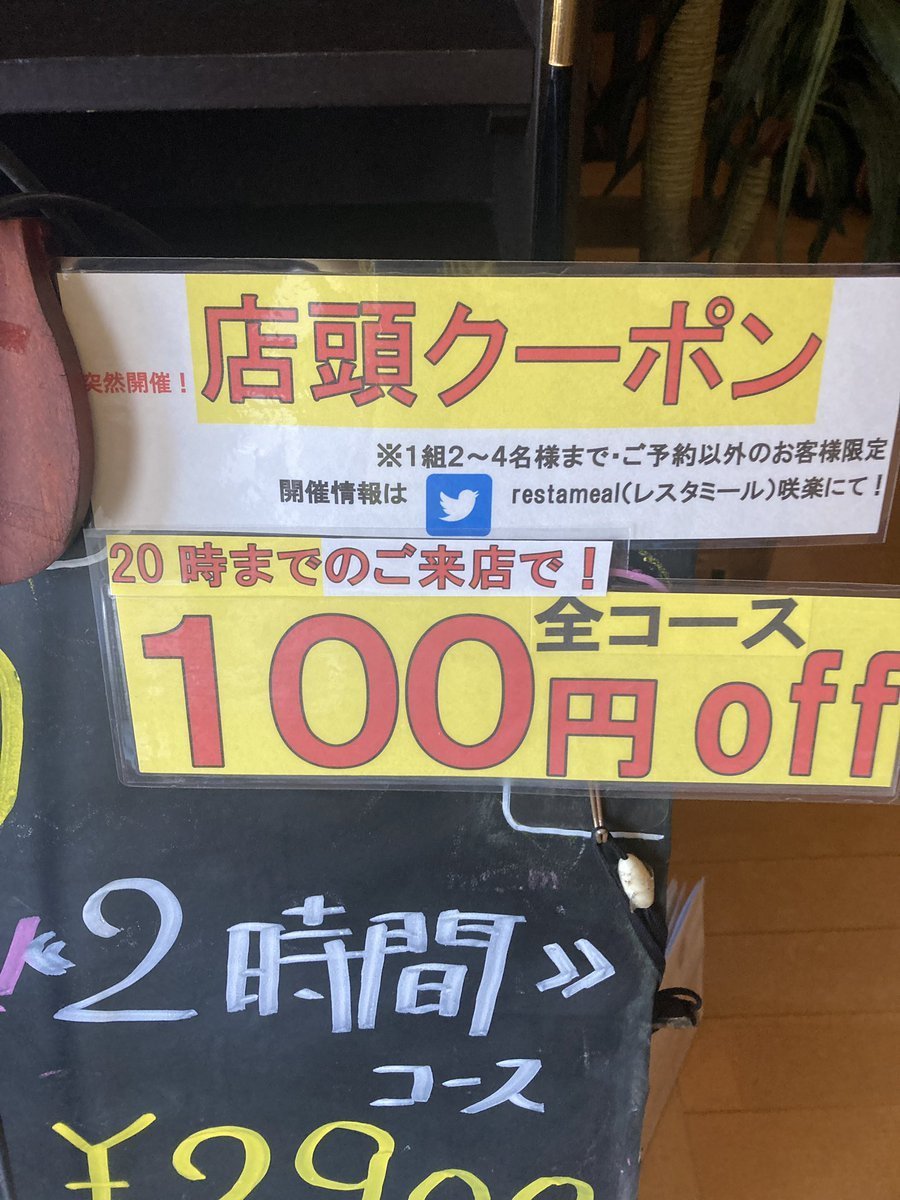 突然開催！
店頭クーポン
※1組2～4名様まで・ご予約以外のお客様限定
開催情報は restameal（レスタミール）咲楽にて！
20時までのご来店で！
全コース
100円off
≪2時間≫
コース
¥29